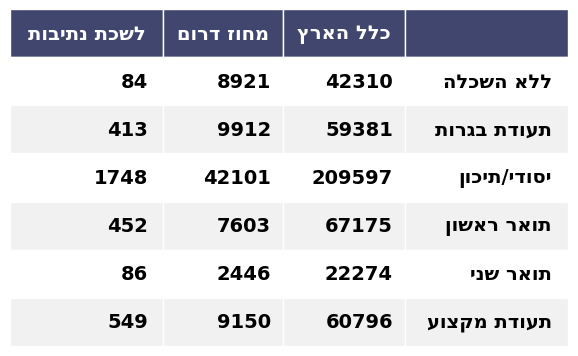 כלל הארץ מחוז דרום לשכת נתיבות
ללא השכלה 42310 8921 84
תעודת בגרות 59381 9912 413
יסודי/תיכון 209597 42101 1748
תואר ראשון 67175 7603 452
תואר שני 22274 2446 86
תעודת מקצוע 60796 9150 549